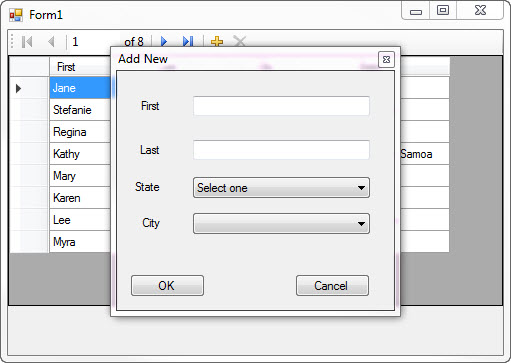 Form1
1 of 8
Add New
First
Jane
Stefanie
Regina
Kathy
Samoa
Mary
Karen
Lee
Myra
First
Last
State
Select one
City
OK
Cancel